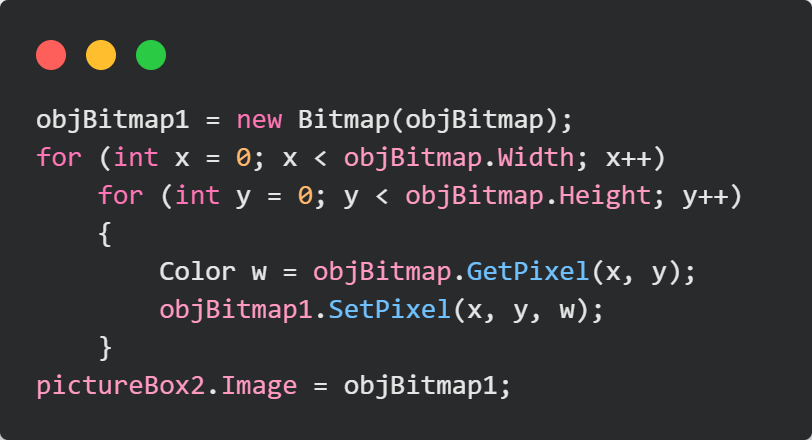 objBitmap1 = new Bitmap(objBitmap);
for (int x = 0; x < objBitmap.Width; x++)
    for (int y = 0; y < objBitmap.Height; y++)
    {
        Color w = objBitmap.GetPixel(x, y);
        objBitmap1.SetPixel(x, y, w);
    }
pictureBox2.Image = objBitmap1;